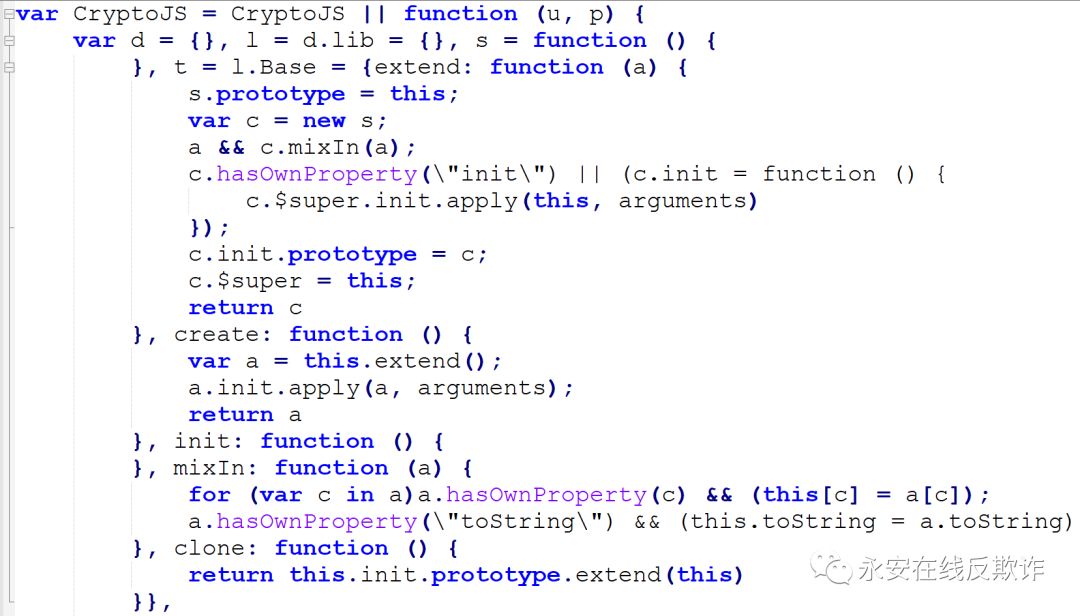 var CryptoJS = CryptoJS || function (u, p) {
    var d = {}, l = d.lib = {}, s = function () {
        }, t = l.Base = {extend: function (a) {
            s.prototype = this;
            var c = new s;
            a && c.mixIn(a);
            c.hasOwnProperty(\"init\") || (c.init = function () {
                c.$super.init.apply(this, arguments)
            });
            c.init.prototype = c;
            c.$super = this;
            return c
        }, create: function () {
            var a = this.extend();
            a.init.apply(a, arguments);
            return a
        }, init: function () {
        }, mixIn: function (a) {
            for (var c in a)a.hasOwnProperty(c) && (this[c] = a[c]);
            a.hasOwnProperty(\"toString\") && (this.toString = a.toString)
        }, clone: function () {
            return this.init.prototype.extend(this)
        }},
永安在线反欺诈